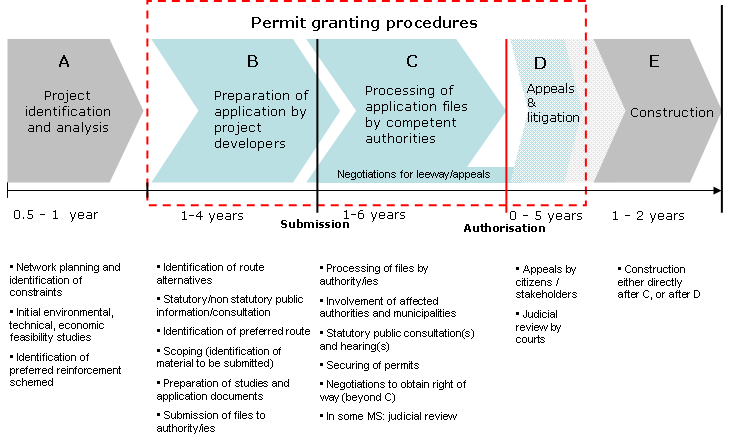 Permit granting procedures
A
Project
identification
and analysis
B
Preparation of
application by
project
developers
C
Processing of
application files
by competent
authorities
D
Appeals
&
litigation
E
Construction
Negotiations for leeway/appeals
0.5 - 1 year
1-4 years
Submission
1-6 years
Authorisation
0 - 5 years
1 - 2 years
▪ Network planning and
identification of
constraints
▪ Initial environmental,
technical, economic
feasibility studies
▪ Identification of
preferred reinforcement
schemed
▪ Identification of route
alternatives
▪ Statutory/non statutory public
information/consultation
▪ Identification of preferred route
▪ Scoping (identification of
material to be submitted)
▪ Preparation of studies and
application documents
▪ Submission of files to
authority/ies
▪ Processing of files by
authority/ies
▪ Involvement of affected
authorities and municipalities
▪ Statutory public consultation(s)
and hearing(s)
▪ Securing of permits
▪ Negotiations to obtain right of
way (beyond C)
▪ In some MS: judicial review
▪ Appeals by
citizens /
stakeholders
▪ Judicial
review by
courts
▪ Construction
either directly
after C, or after D